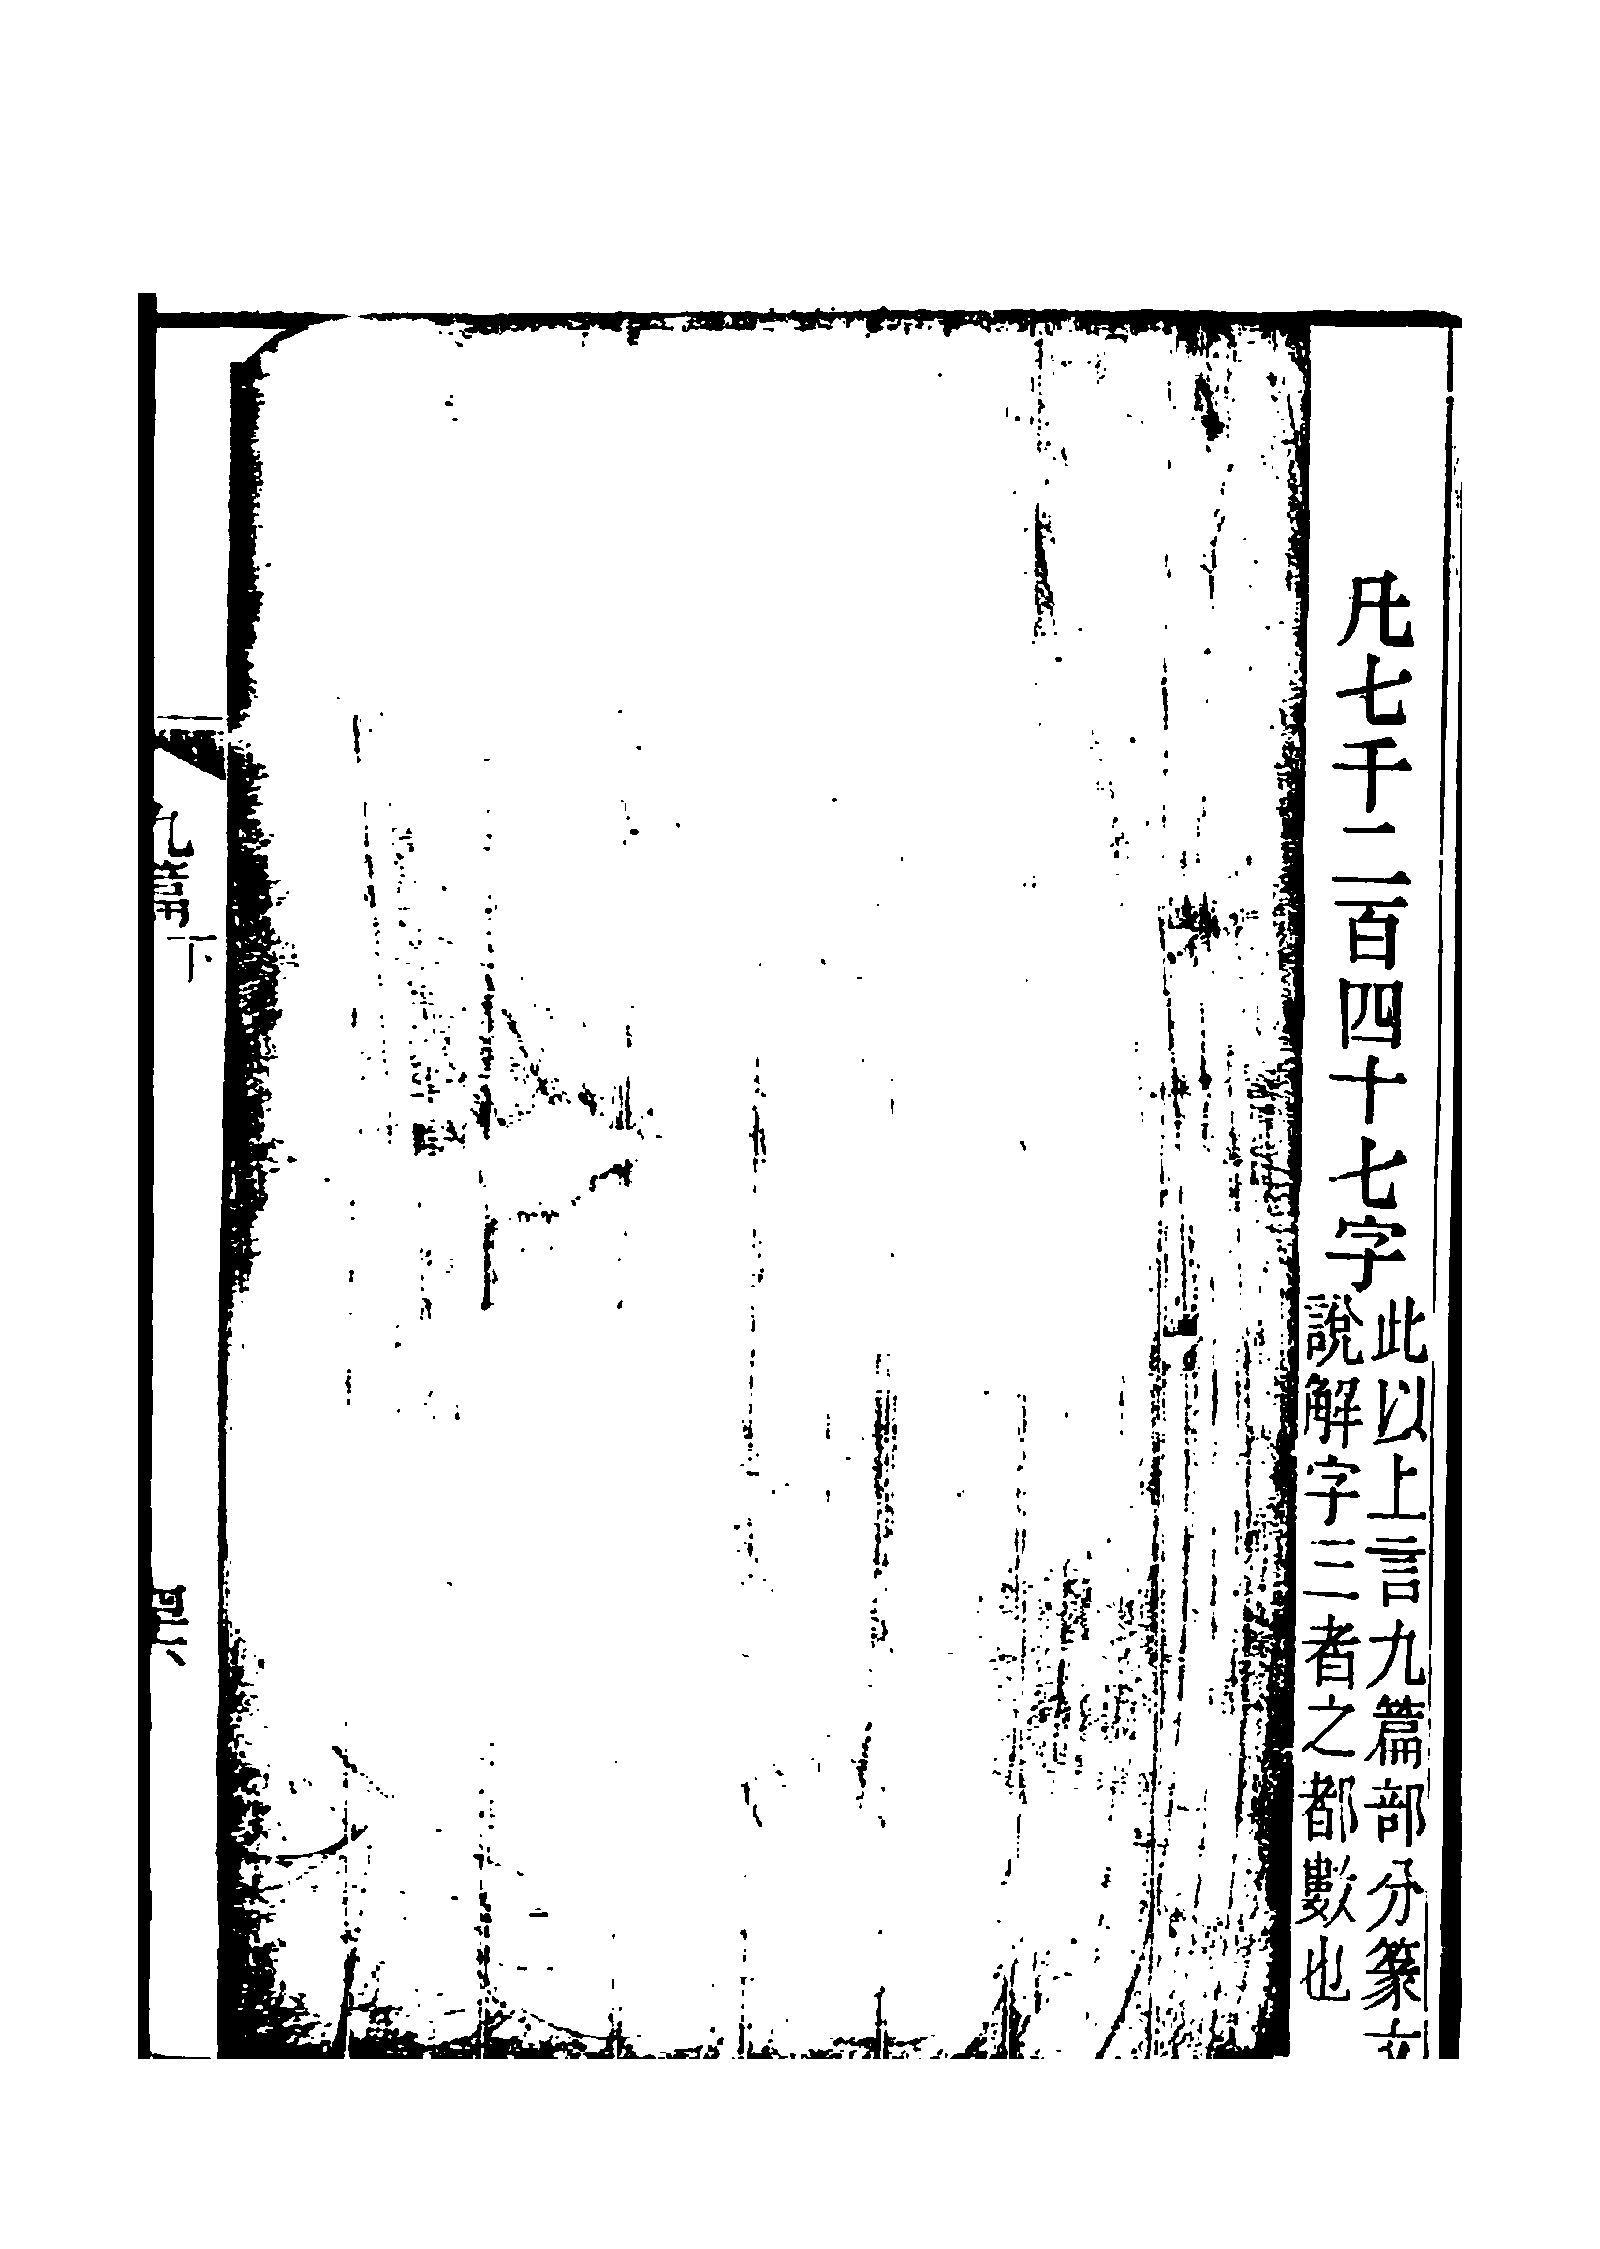 凡七千二百四十七字
此以上言九篇部分篆文
說解字三者之都數也
九篇下
四六